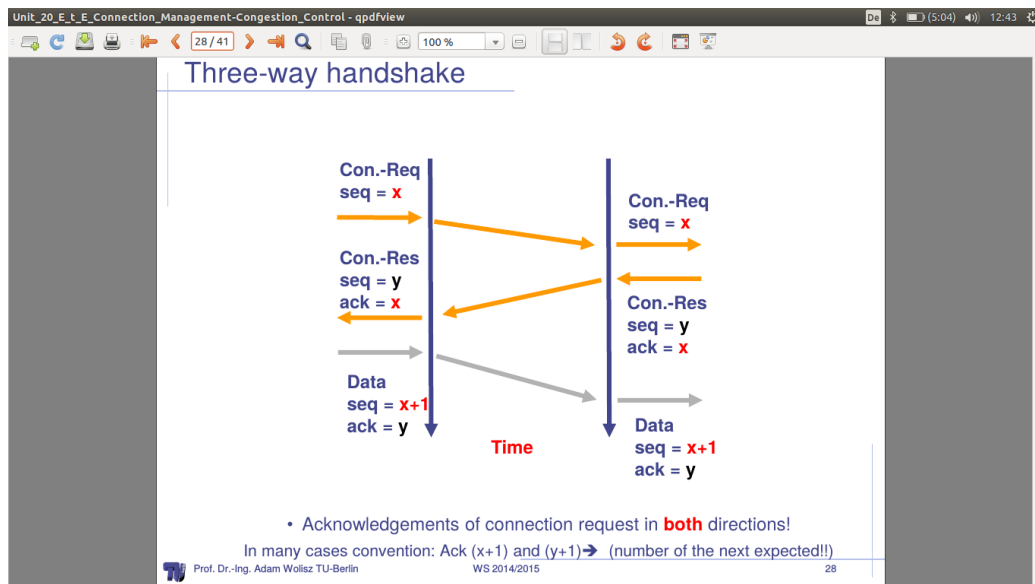 Unit_20_E_t_E_Connection_Management-Congestion_Control - qpdfview
De (5:04) 12:43
28 / 41
100 %
Three-way handshake
Con.-Req
seq = x
Con.-Req
seq = x
Con.-Res
seq = y
ack = x
Con.-Res
seq = y
ack = x
Data
seq = x+1
ack = y
Data
seq = x+1
ack = y
Time
• Acknowledgements of connection request in both directions!
In many cases convention: Ack (x+1) and (y+1)➔ (number of the next expected!!)
Prof. Dr.-Ing. Adam Wolisz TU-Berlin WS 2014/2015 28